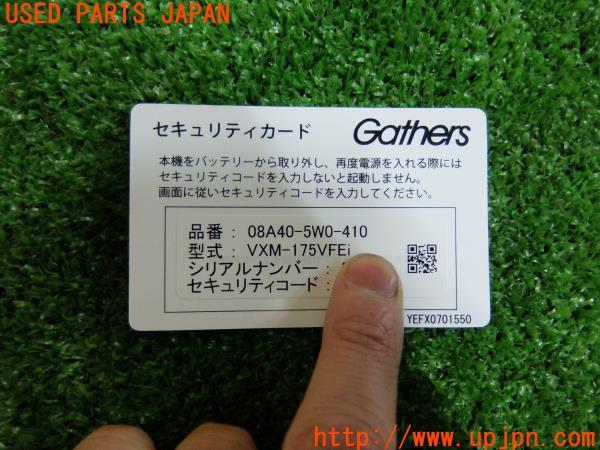 USED PARTS JAPAN
セキュリティカード Gathers
本機をバッテリーから取り外し、再度電源を入れる際には
セキュリティコードを入力しないと起動しません。
画面に従いセキュリティコードを入力してください。
品番 : 08A40-5W0-410
型式 : VXM-175VFEi
シリアルナンバー :
セキュリティコード :
YEFX0701550
http://www.upjpn.com